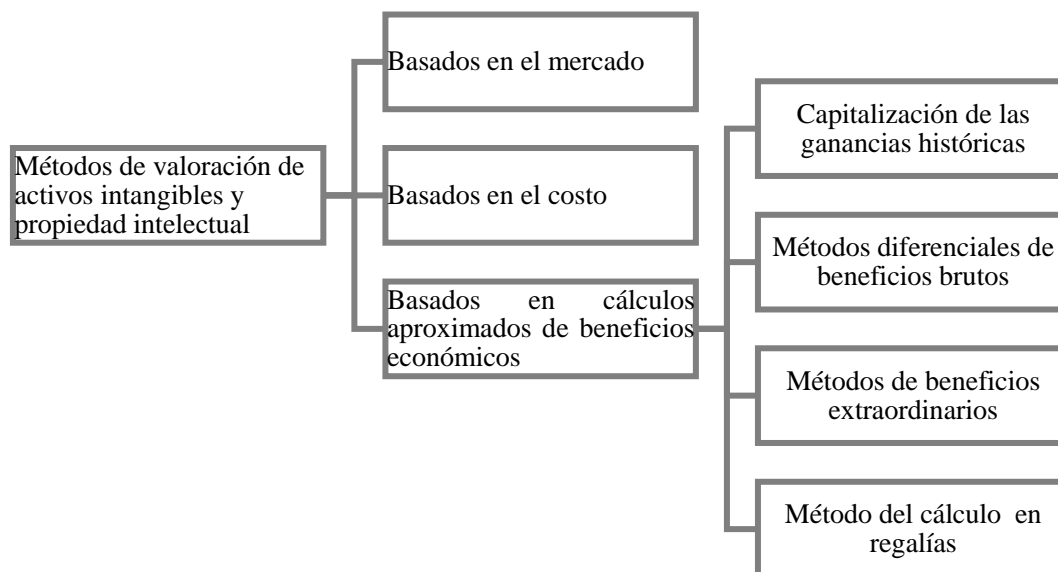 Métodos de valoración de
activos intangibles y
propiedad intelectual
Basados en el mercado
Basados en el costo
Basados en cálculos
aproximados de beneficios
económicos
Capitalización de las
ganancias históricas
Métodos diferenciales de
beneficios brutos
Métodos de beneficios
extraordinarios
Método del cálculo en
regalías